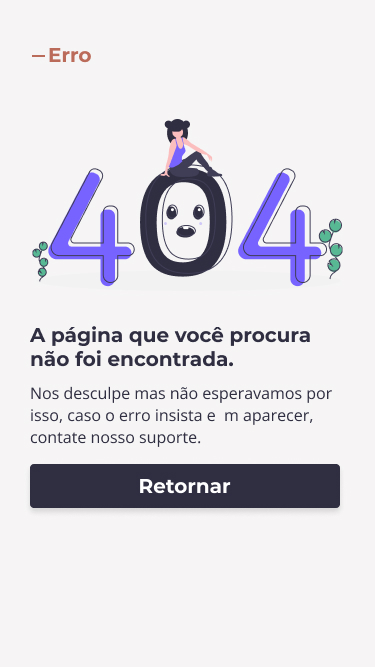 —Erro
404
A página que você procura
não foi encontrada.
Nos desculpe mas não esperavamos por
isso, caso o erro insista e  m aparecer,
contate nosso suporte.
Retornar